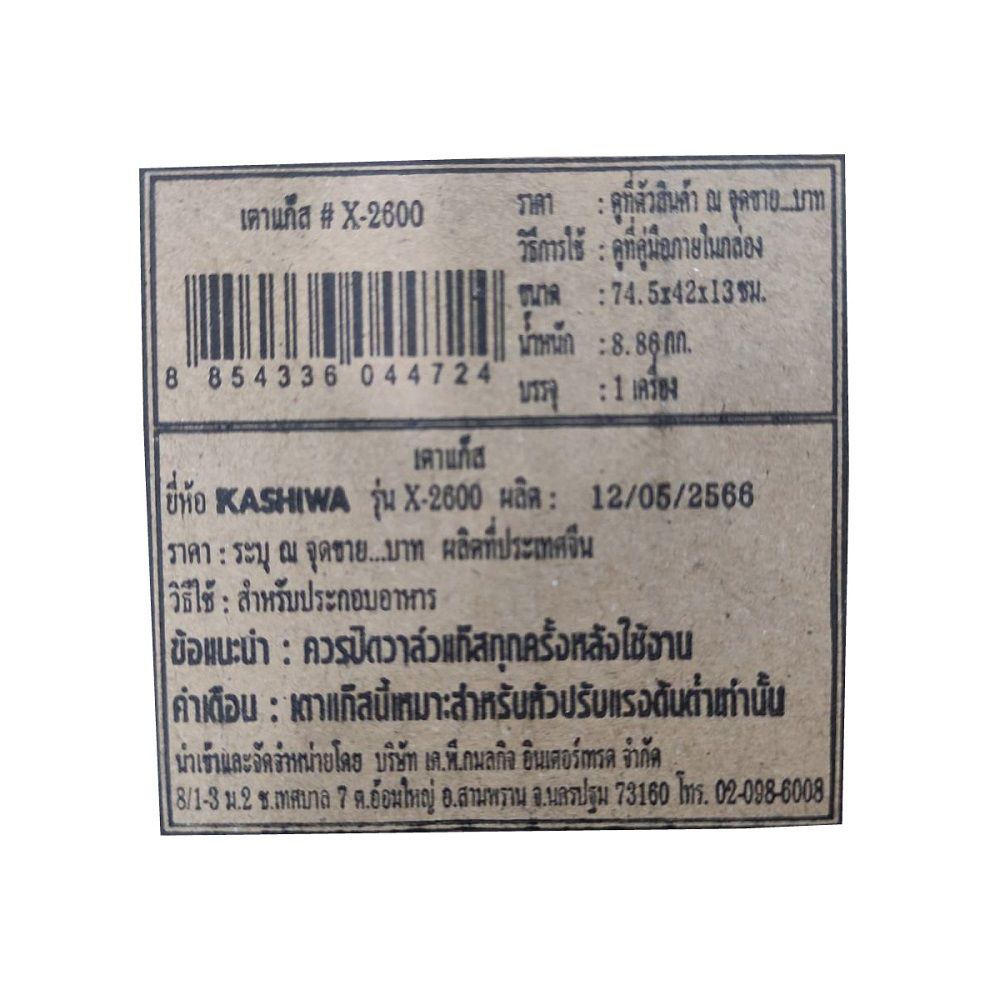 เตาแก๊ส # X-2600
8 854336 044724
ราคา : ดูที่ตัวสินค้า ณ จุดขาย...บาท
วิธีการใช้ : ดูที่คู่มือภายในกล่อง
ขนาด : 74.5x42x13 ซม.
น้ำหนัก : 8.86 กก.
บรรจุ : 1 เครื่อง
เตาแก๊ส
ยี่ห้อ KASHIWA รุ่น X-2600 ผลิต : 12/05/2566
ราคา : ระบุ ณ จุดขาย...บาท ผลิตที่ประเทศจีน
วิธีใช้ : สำหรับประกอบอาหาร
ข้อแนะนำ : ควรปิดวาล์วแก๊สทุกครั้งหลังใช้งาน
คำเตือน : เตาแก๊สนี้เหมาะสำหรับหัวปรับแรงดันต่ำเท่านั้น
นำเข้าและจัดจำหน่ายโดย บริษัท เค.พี.กมลกิจ อินเตอร์เทรด จำกัด
8/1-3 ม.2 ซ.เทศบาล 7 ต.อ้อมใหญ่ อ.สามพราน จ.นครปฐม 73160 โทร. 02-098-6008